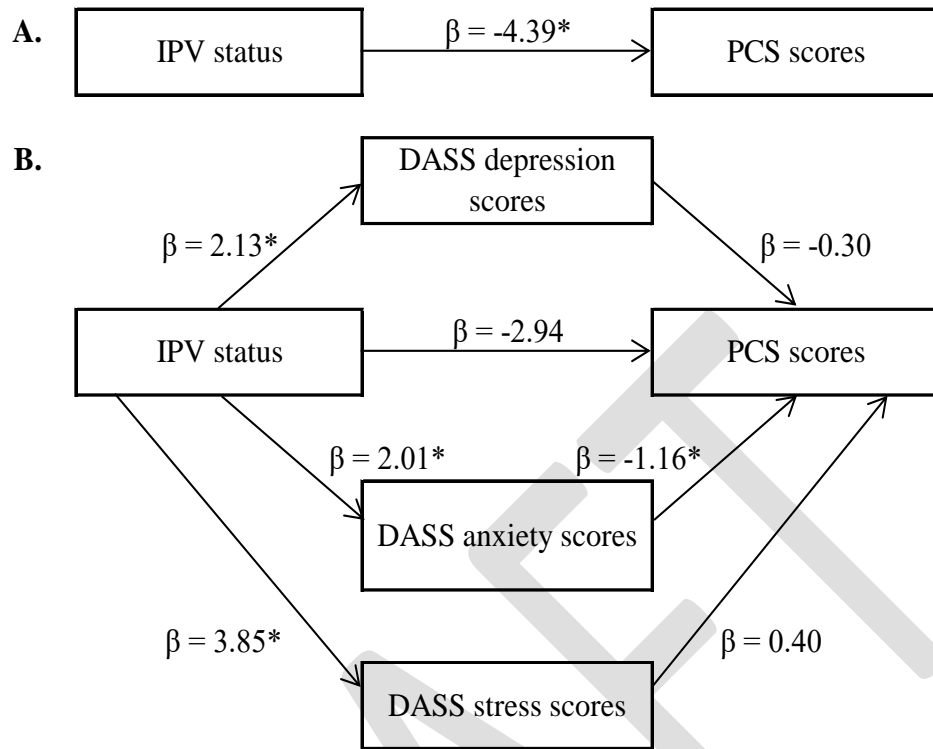 A.
IPV status
β = -4.39*
PCS scores
B.
DASS depression
scores
β = 2.13*
β = -0.30
IPV status
β = -2.94
PCS scores
β = 2.01*
β = -1.16*
DASS anxiety scores
β = 3.85*
β = 0.40
DASS stress scores